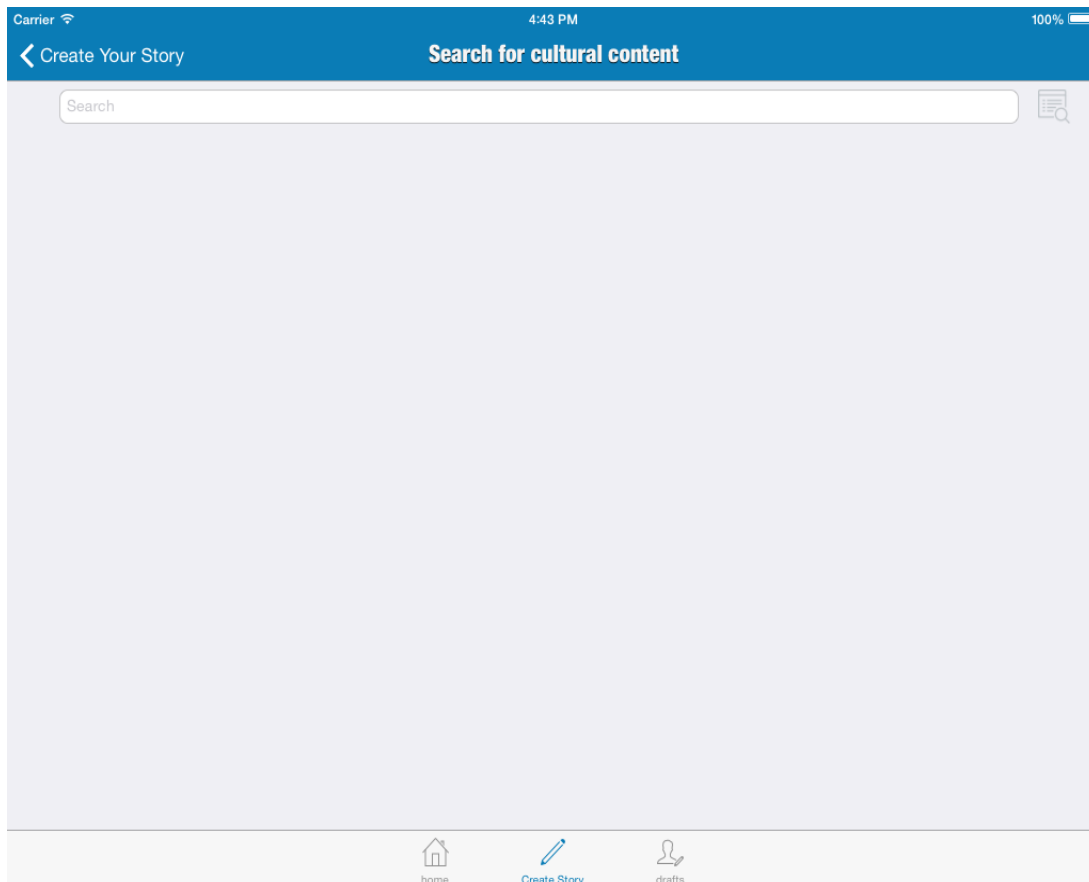 Carrier 4:43 PM 100%
Create Your Story Search for cultural content
Search
home Create Story drafts